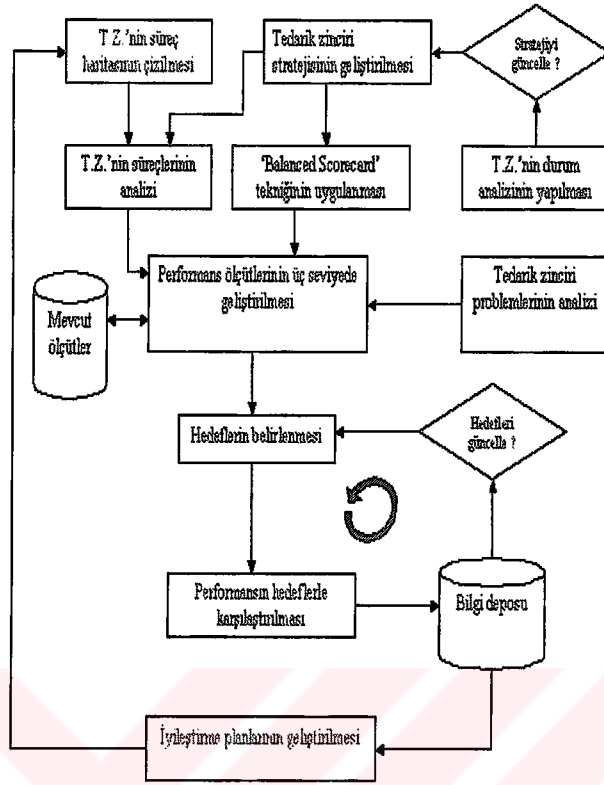 T.Z.'nin süreç
haritasının çizilmesi
Tedarik zinciri
stratejisinin geliştirilmesi
Stratejiyi
güncelle ?
T.Z.'nin süreçlerinin
analizi
'Balanced Scorecard'
tekniğinin uygulanması
T.Z.'nin durum
analizinin yapılması
Performans ölçütlerinin üç seviyede
geliştirilmesi
Tedarik zinciri
problemlerinin analizi
Mevcut
ölçütler
Hedeflerin belirlenmesi
Hedefleri
güncelle ?
Performansın hedeflerle
karşılaştırılması
Bilgi deposu
İyileştirme planlarının geliştirilmesi